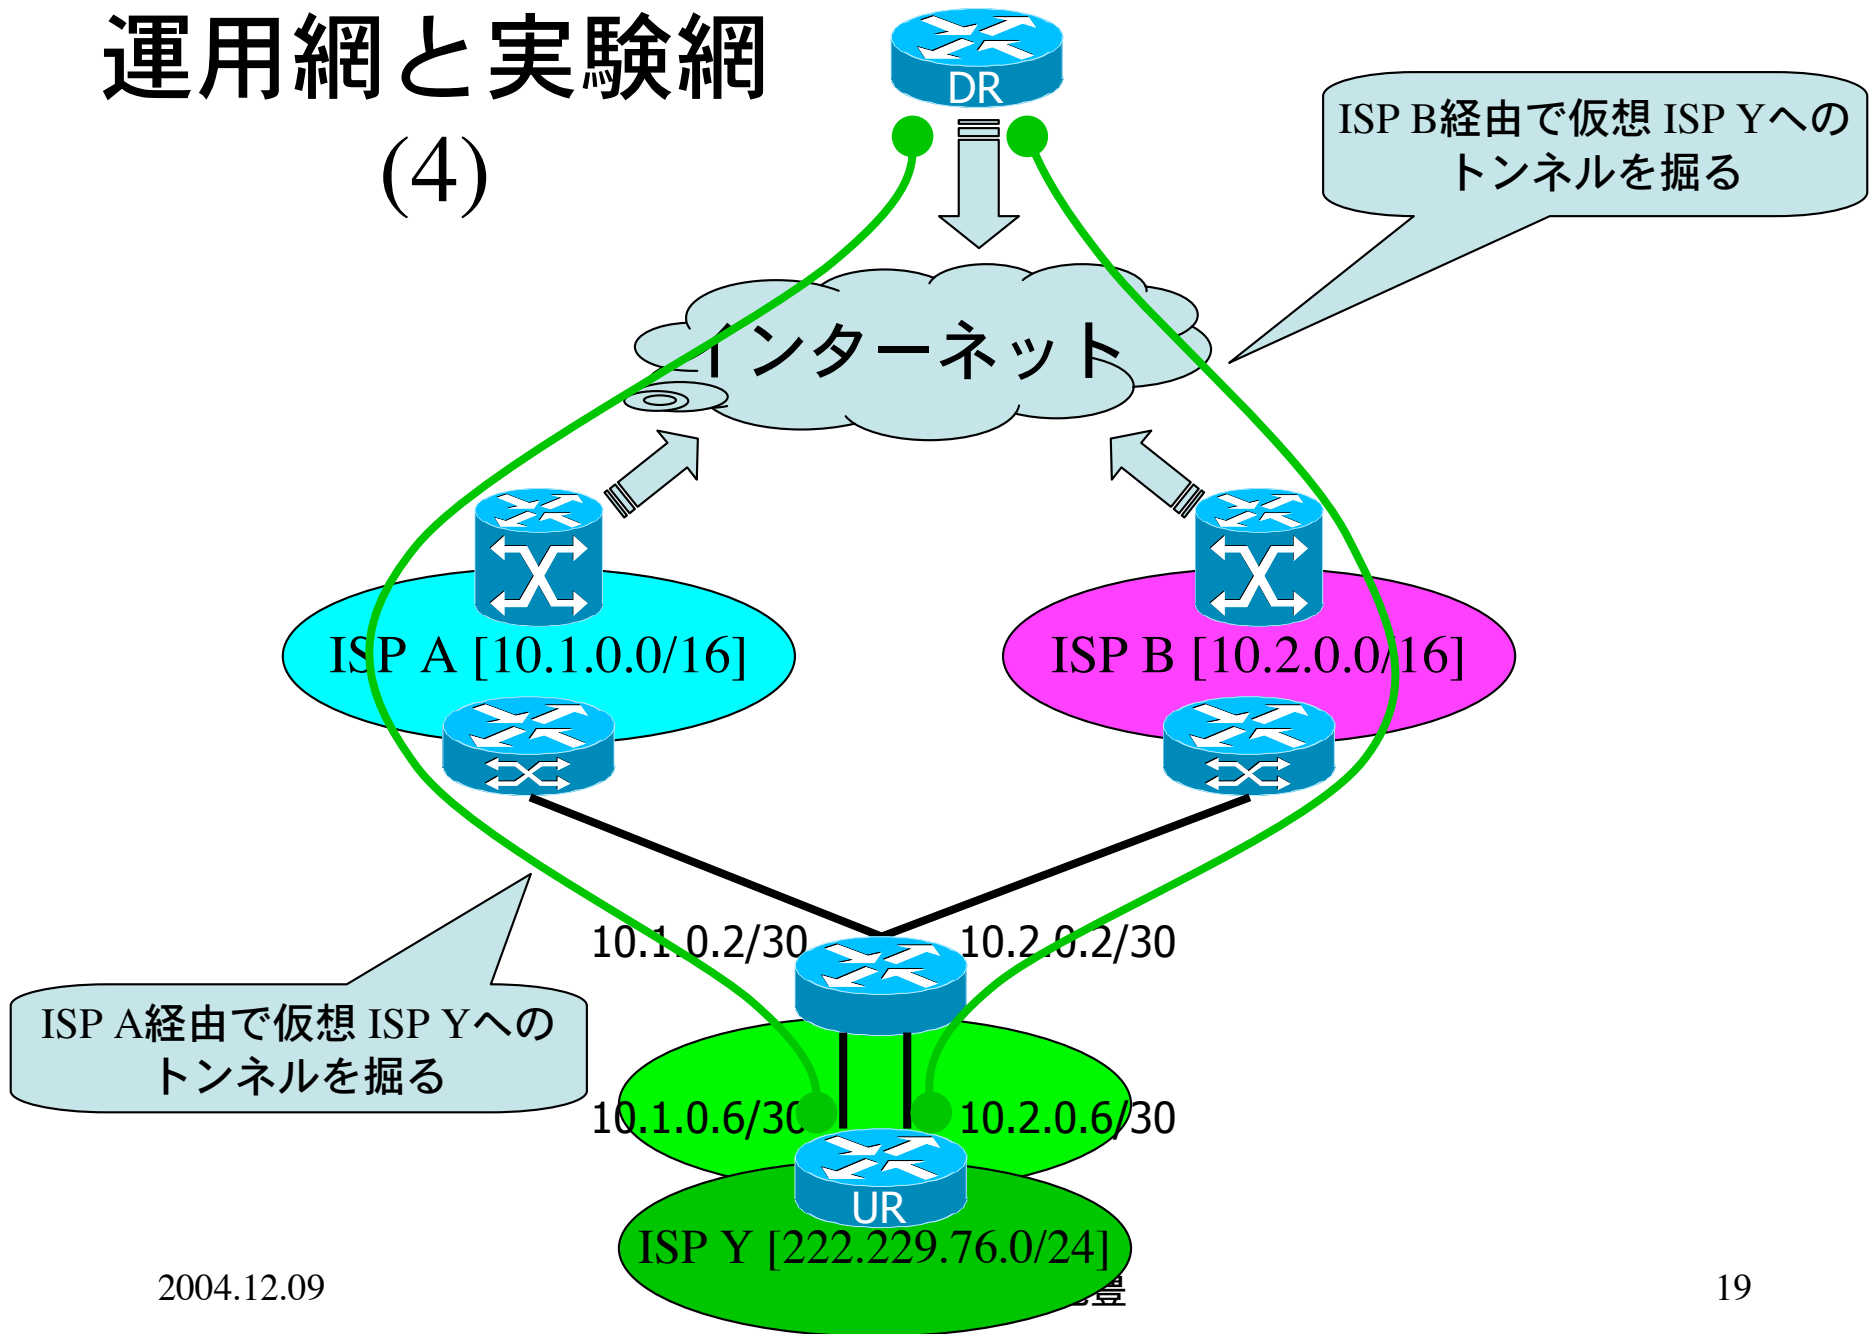 運用網と実験網
(4)
DR
ISP B経由で仮想 ISP Yへの
トンネルを掘る
インターネット
ISP A [10.1.0.0/16]
ISP B [10.2.0.0/16]
10.1.0.2/30
10.2.0.2/30
ISP A経由で仮想 ISP Yへの
トンネルを掘る
10.1.0.6/30
10.2.0.6/30
UR
ISP Y [222.229.76.0/24]
2004.12.09
豊
19